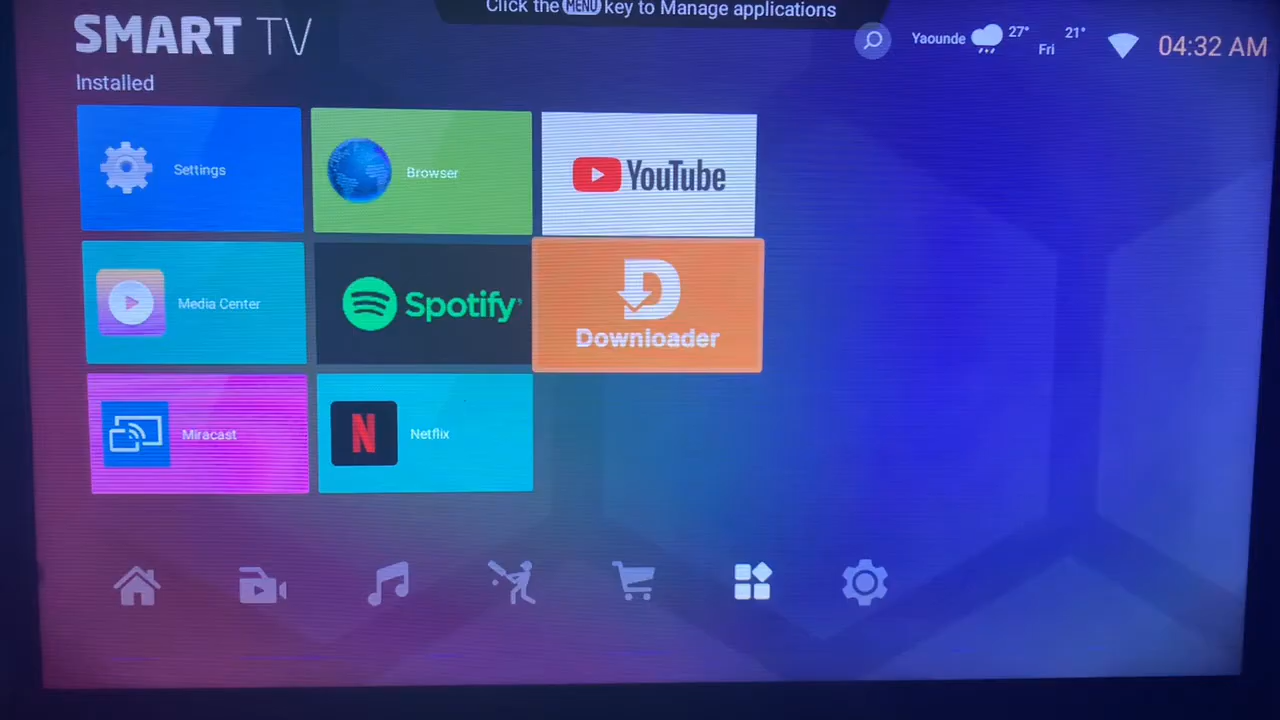 Click the MENU key to Manage applications
SMART TV
Yaounde
27°
Fri
21°
04:32 AM
Installed
Settings
Browser
YouTube
Media Center
Spotify
Downloader
Miracast
N
Netflix